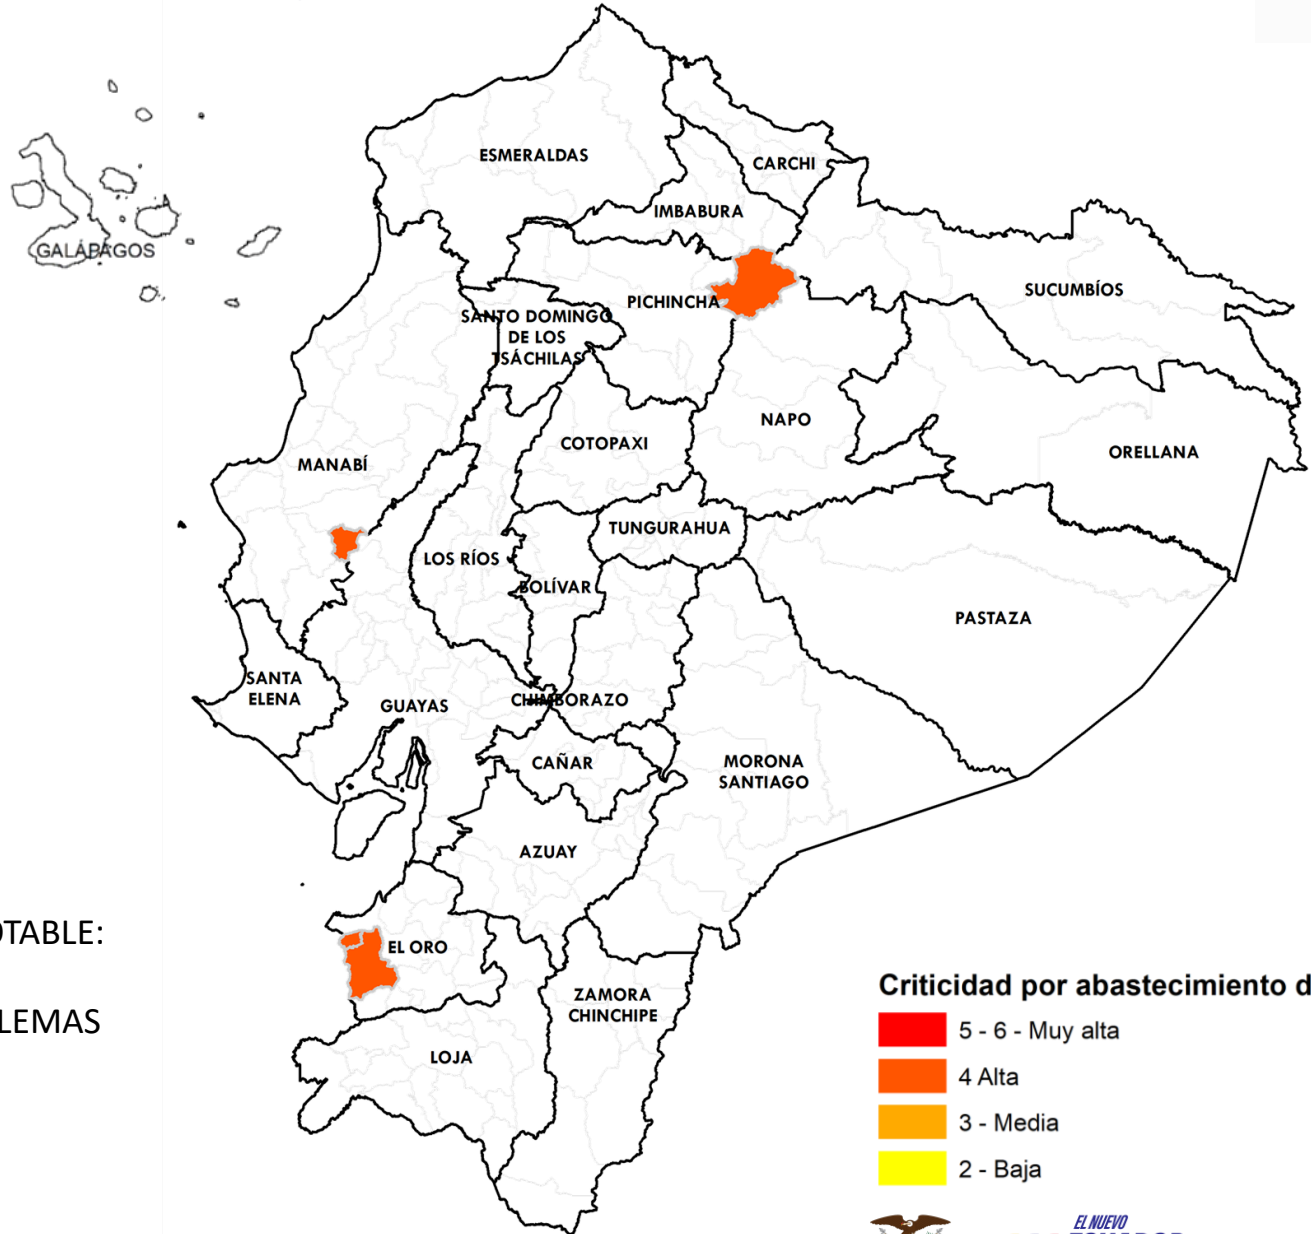 ESMERALDAS
CARCHI
IMBABURA
GALÁPAGOS
SUCUMBÍOS
PICHINCHA
SANTO DOMINGO
DE LOS
TSÁCHILAS
NAPO
COTOPAXI
ORELLANA
MANABÍ
TUNGURAHUA
LOS RÍOS
BOLÍVAR
PASTAZA
SANTA
ELENA
CHIMBORAZO
GUAYAS
CAÑAR
MORONA
SANTIAGO
AZUAY
OTABLE:
EL ORO
LEMAS
ZAMORA
CHINCHIPE
LOJA
Criticidad por abastecimiento d
5 - 6 - Muy alta
4 Alta
3 - Media
2 - Baja
EL NUEVO
ECUADOR